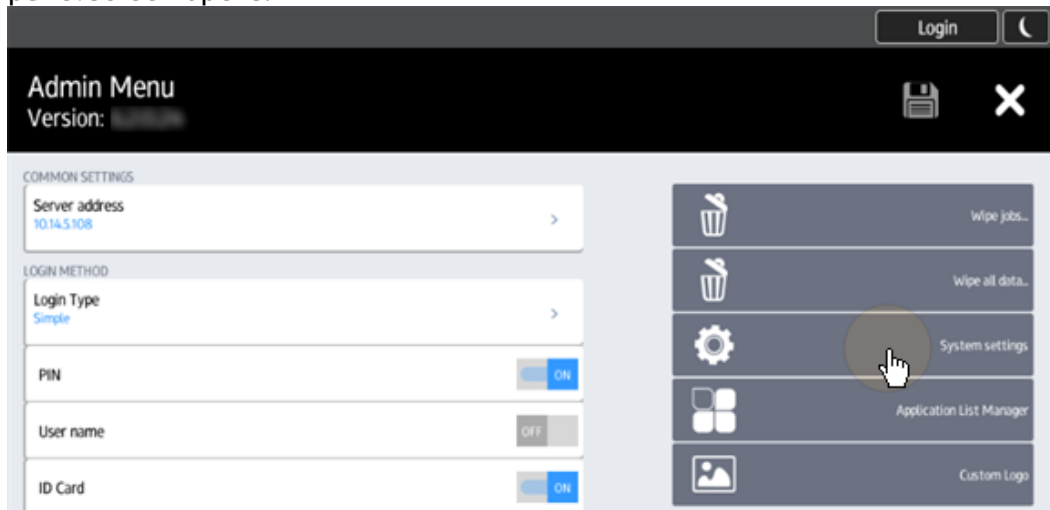 Login
Admin Menu
Version:
COMMON SETTINGS
Server address
10.14.5.108
LOGIN METHOD
Login Type
Simple
PIN
ON
User name
OFF
ID Card
ON
Wipe jobs...
Wipe all data...
System settings
Application List Manager
Custom Logo